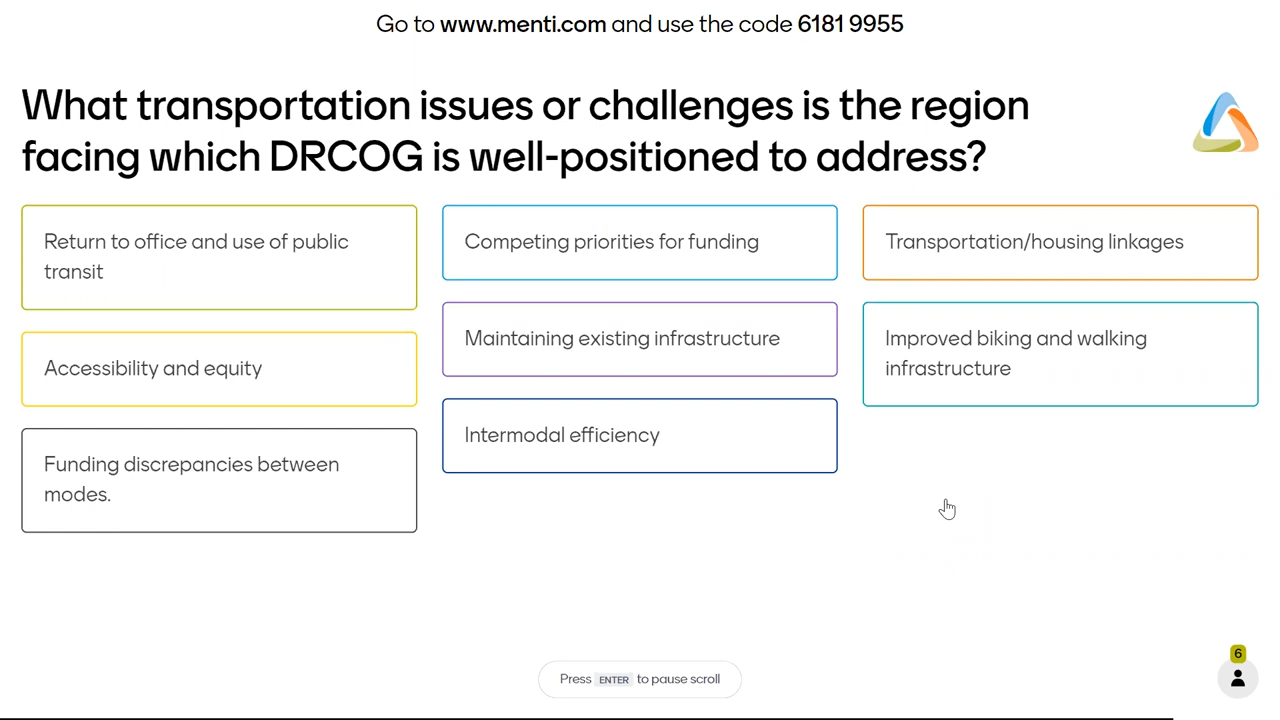 Go to www.menti.com and use the code 6181 9955
What transportation issues or challenges is the region
facing which DRCOG is well-positioned to address?
Return to office and use of public
transit
Accessibility and equity
Funding discrepancies between
modes.
Competing priorities for funding
Maintaining existing infrastructure
Intermodal efficiency
Transportation/housing linkages
Improved biking and walking
infrastructure
Press ENTER to pause scroll
6